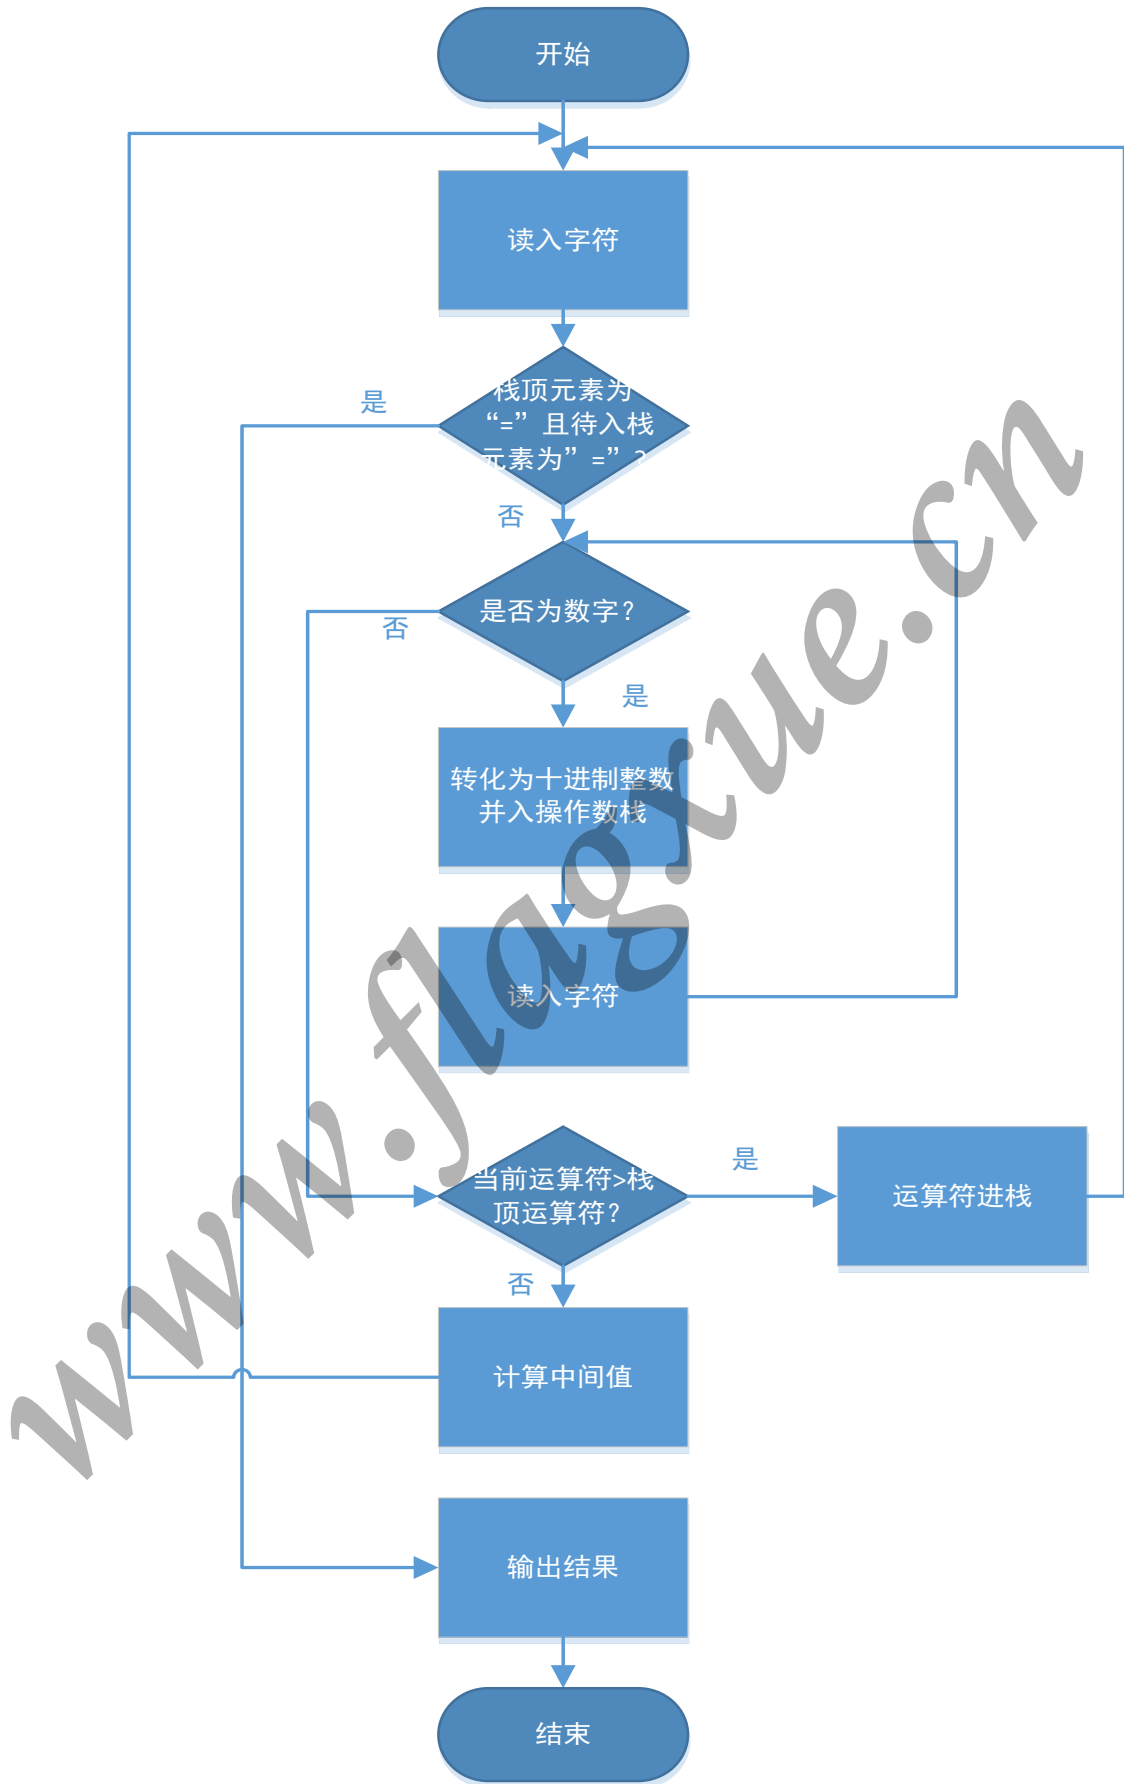 开始
读入字符
是
栈顶元素为
“=”且待入栈
元素为”=”？
否
是否为数字？
否
是
转化为十进制整数
并入操作数栈
读入字符
当前运算符>栈
顶运算符？
是
运算符进栈
否
计算中间值
输出结果
结束
www.flagxue.cn